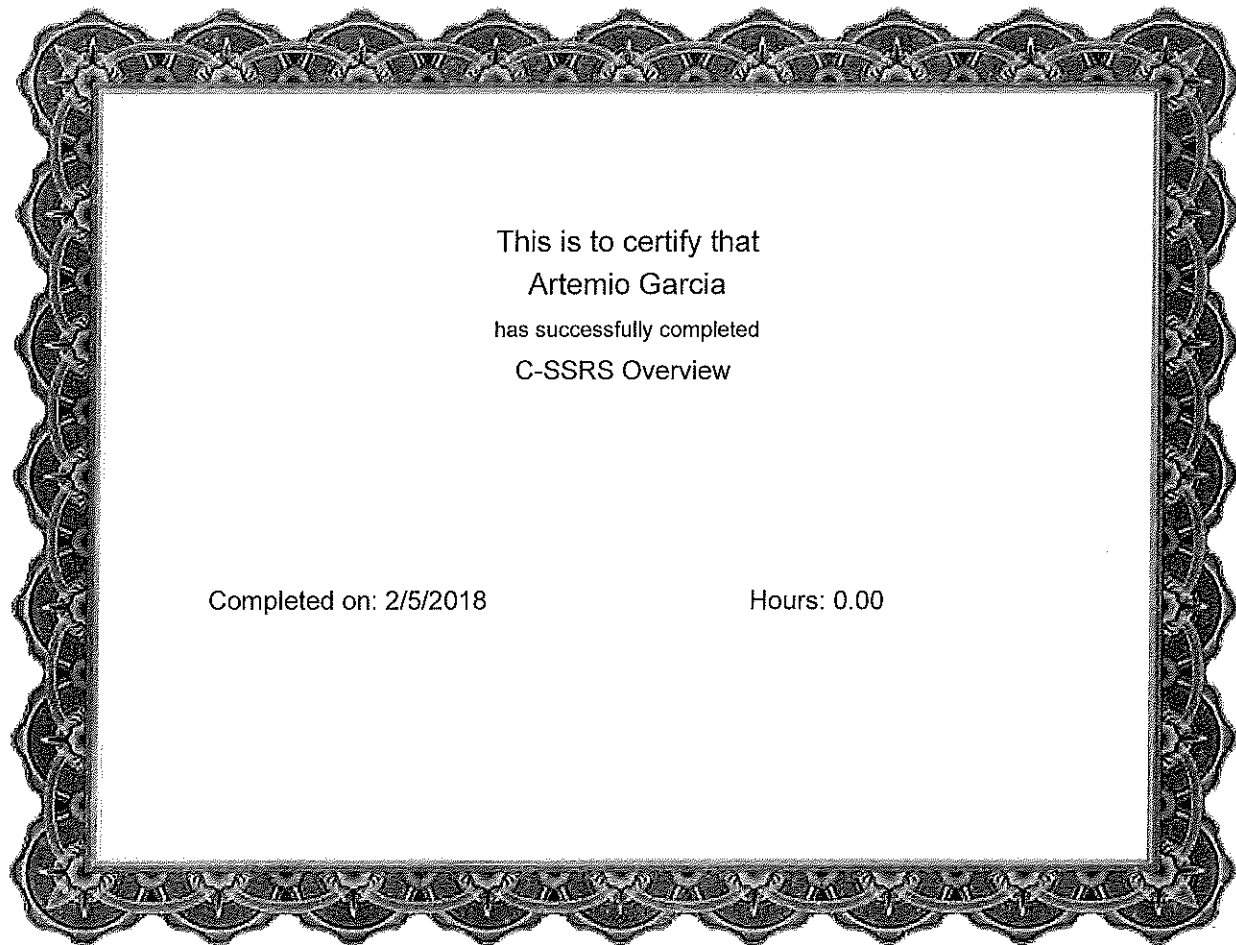 This is to certify that
Artemio Garcia
has successfully completed
C-SSRS Overview
Completed on: 2/5/2018
Hours: 0.00